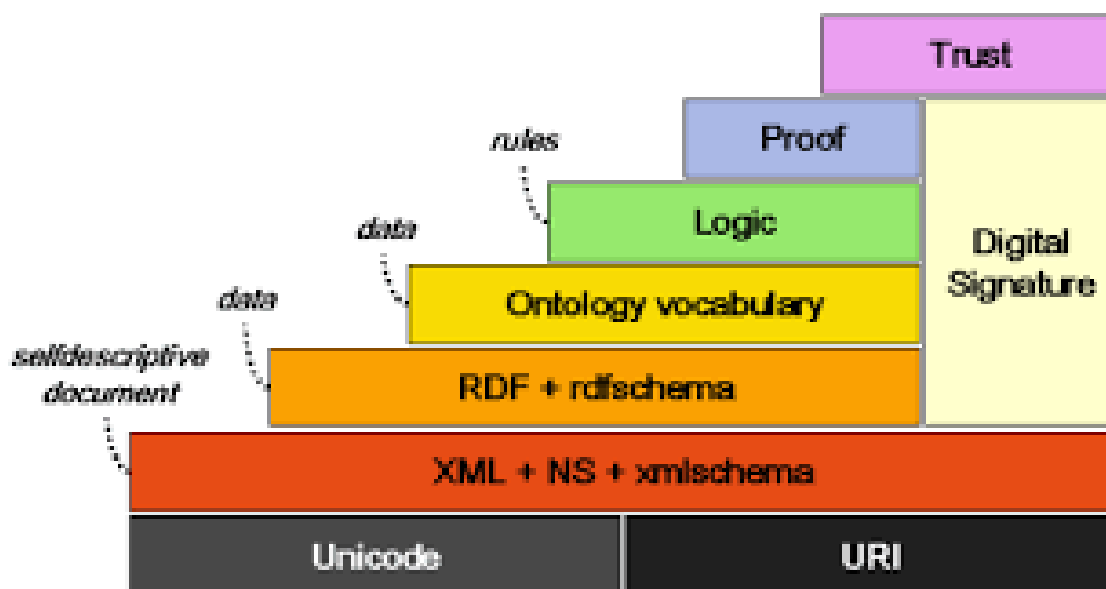 Trust
Proof
rules
Logic
data
Digital
Signature
Ontology vocabulary
data
selfdescriptive
document
RDF + rdfschema
XML + NS + xmlschema
Unicode
URI